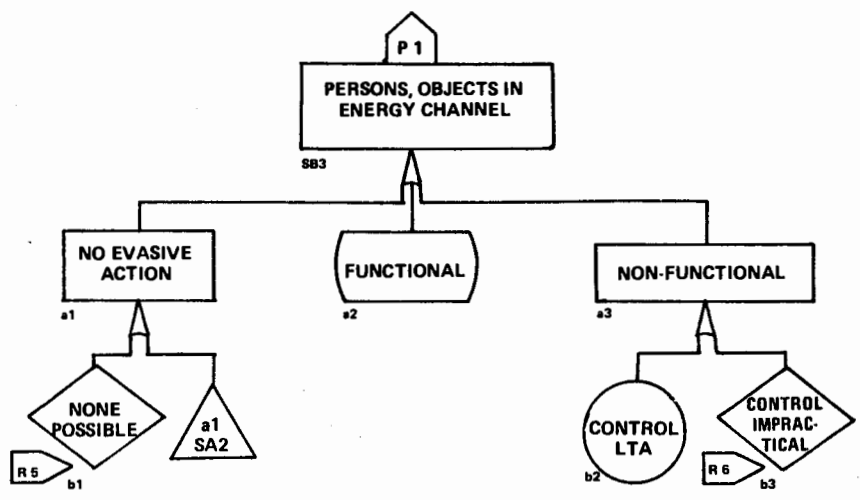 P 1
PERSONS, OBJECTS IN
ENERGY CHANNEL
SB3
NO EVASIVE
ACTION
a1
FUNCTIONAL
a2
NON-FUNCTIONAL
a3
NONE
POSSIBLE
R 5
b1
a1
SA2
CONTROL
LTA
b2
CONTROL
IMPRAC-
TICAL
R 6
b3